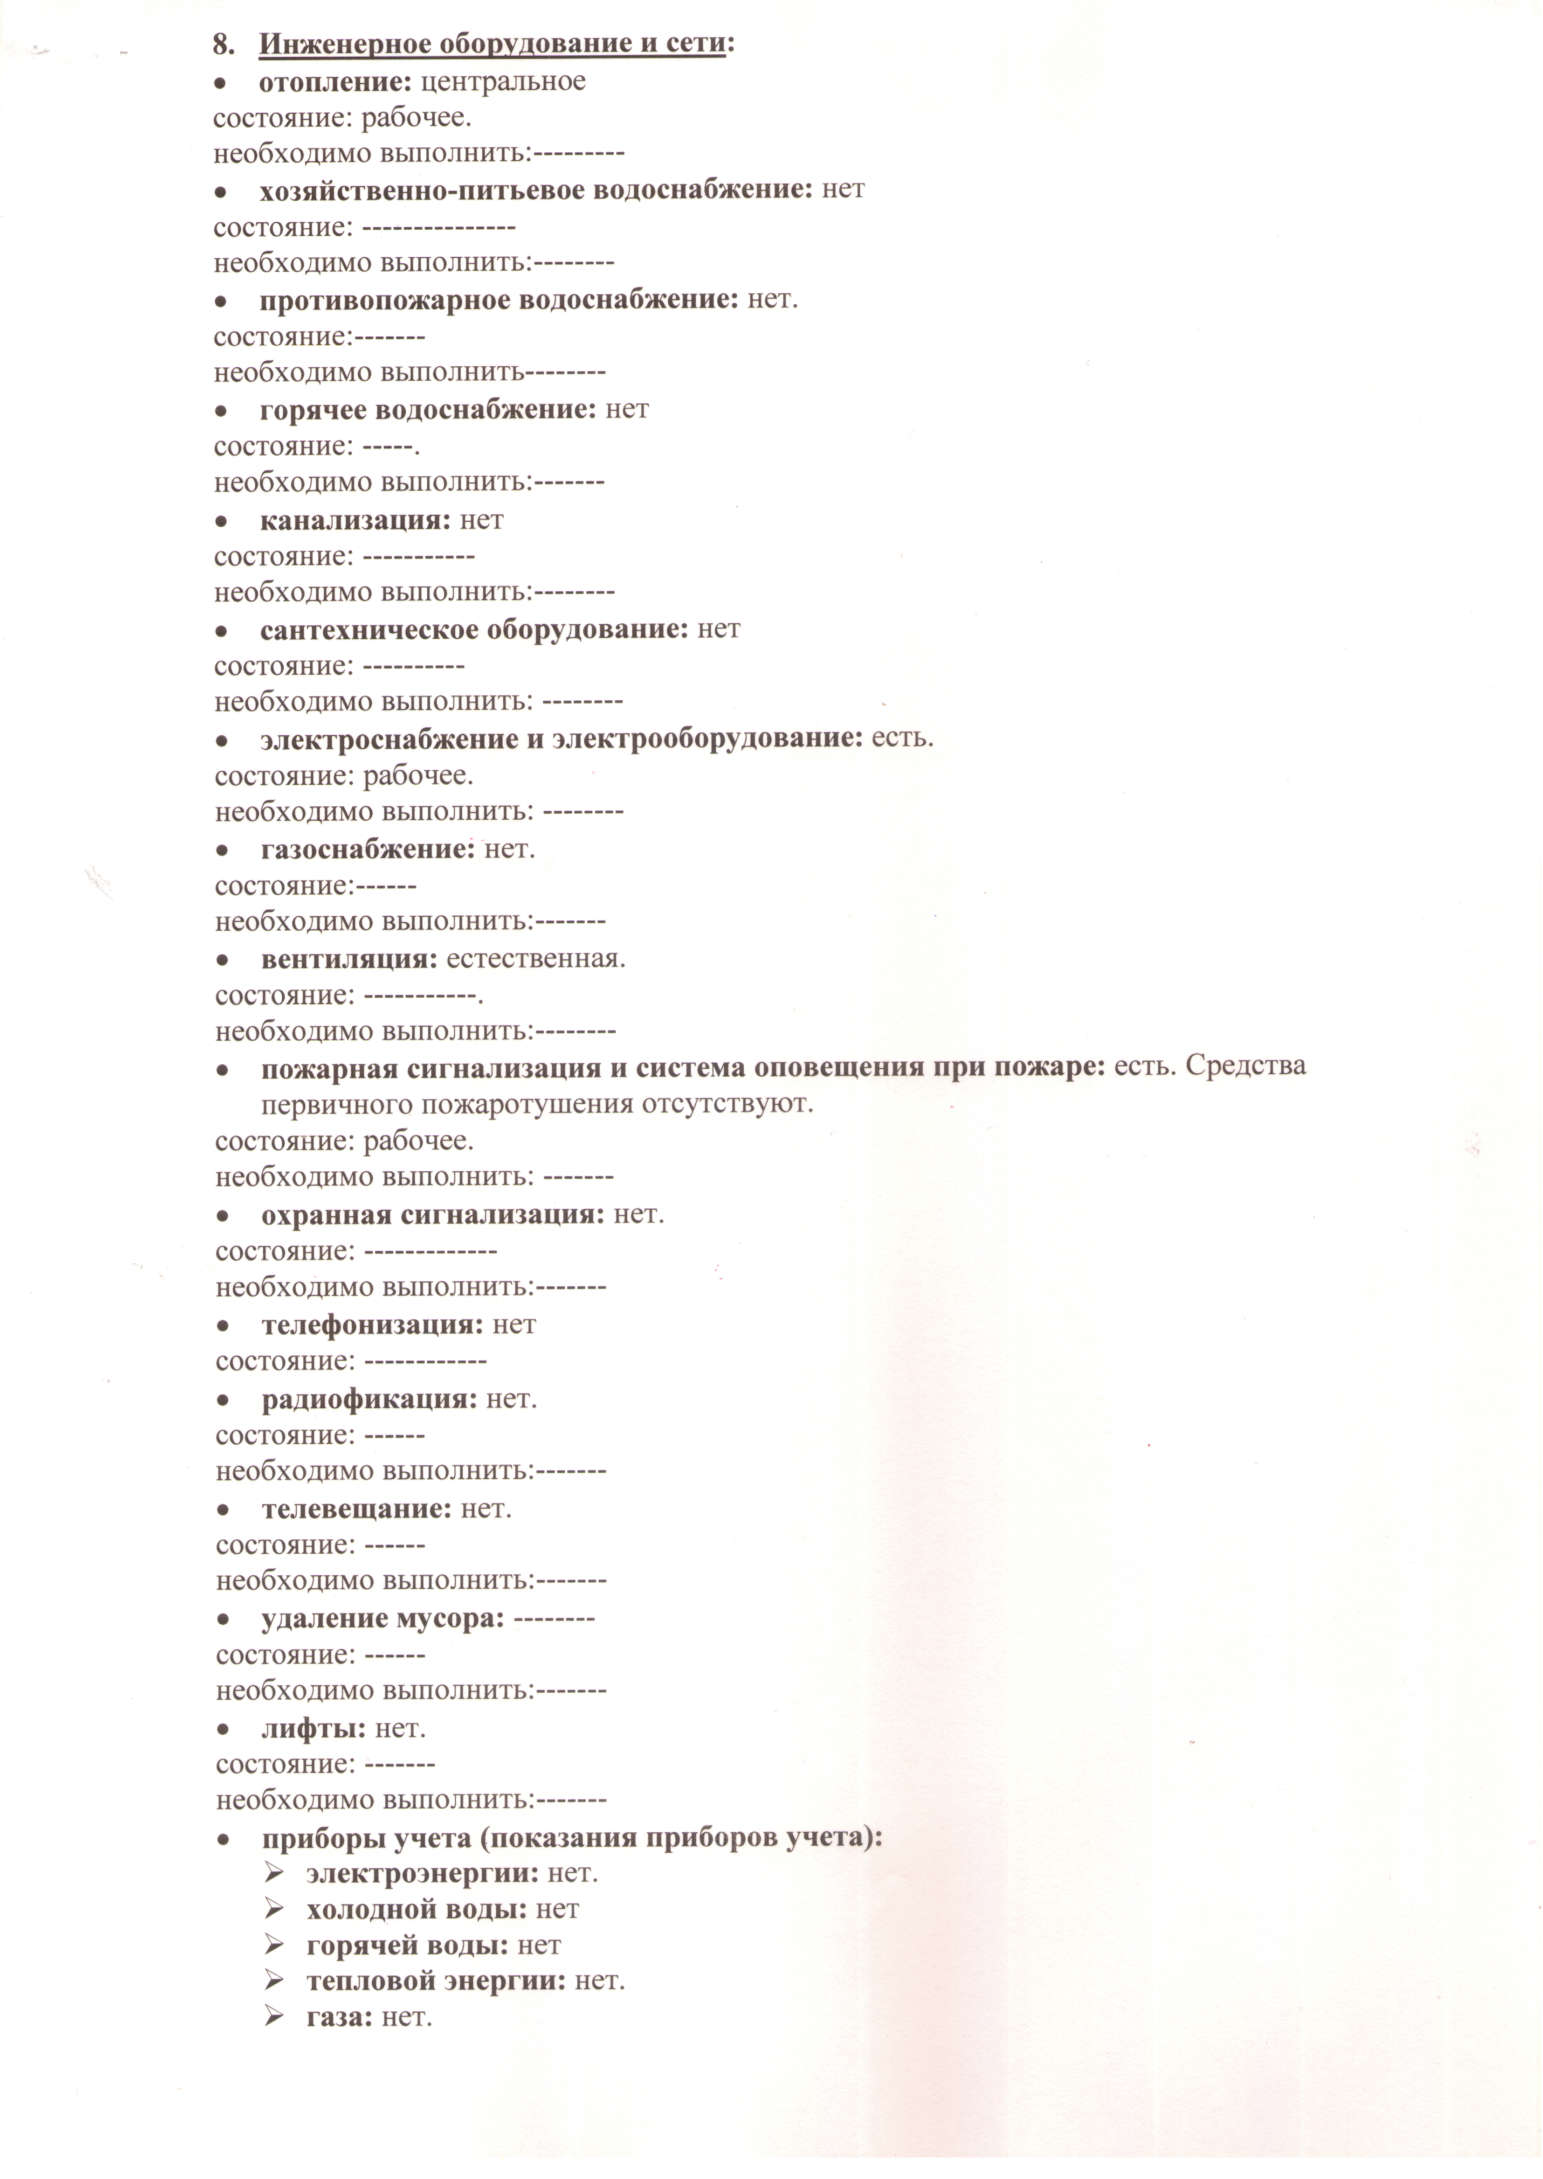 8. Инженерное оборудование и сети:
• отопление: центральное
состояние: рабочее.
необходимо выполнить:---------
• хозяйственно-питьевое водоснабжение: нет
состояние: ---------------
необходимо выполнить:--------
• противопожарное водоснабжение: нет.
состояние:-------
необходимо выполнить--------
• горячее водоснабжение: нет
состояние: -----.
необходимо выполнить:-------
• канализация: нет
состояние: -----------
необходимо выполнить:--------
• сантехническое оборудование: нет
состояние: ----------
необходимо выполнить: --------
• электроснабжение и электрооборудование: есть.
состояние: рабочее.
необходимо выполнить: --------
• газоснабжение: нет.
состояние:------
необходимо выполнить:-------
• вентиляция: естественная.
состояние: -----------.
необходимо выполнить:--------
• пожарная сигнализация и система оповещения при пожаре: есть. Средства
первичного пожаротушения отсутствуют.
состояние: рабочее.
необходимо выполнить: -------
• охранная сигнализация: нет.
состояние: -------------
необходимо выполнить:-------
• телефонизация: нет
состояние: ------------
• радиофикация: нет.
состояние: ------
необходимо выполнить:-------
• телевещание: нет.
состояние: ------
необходимо выполнить:-------
• удаление мусора: --------
состояние: ------
необходимо выполнить:-------
• лифты: нет.
состояние: -------
необходимо выполнить:-------
• приборы учета (показания приборов учета):
➢ электроэнергии: нет.
➢ холодной воды: нет
➢ горячей воды: нет
➢ тепловой энергии: нет.
➢ газа: нет.